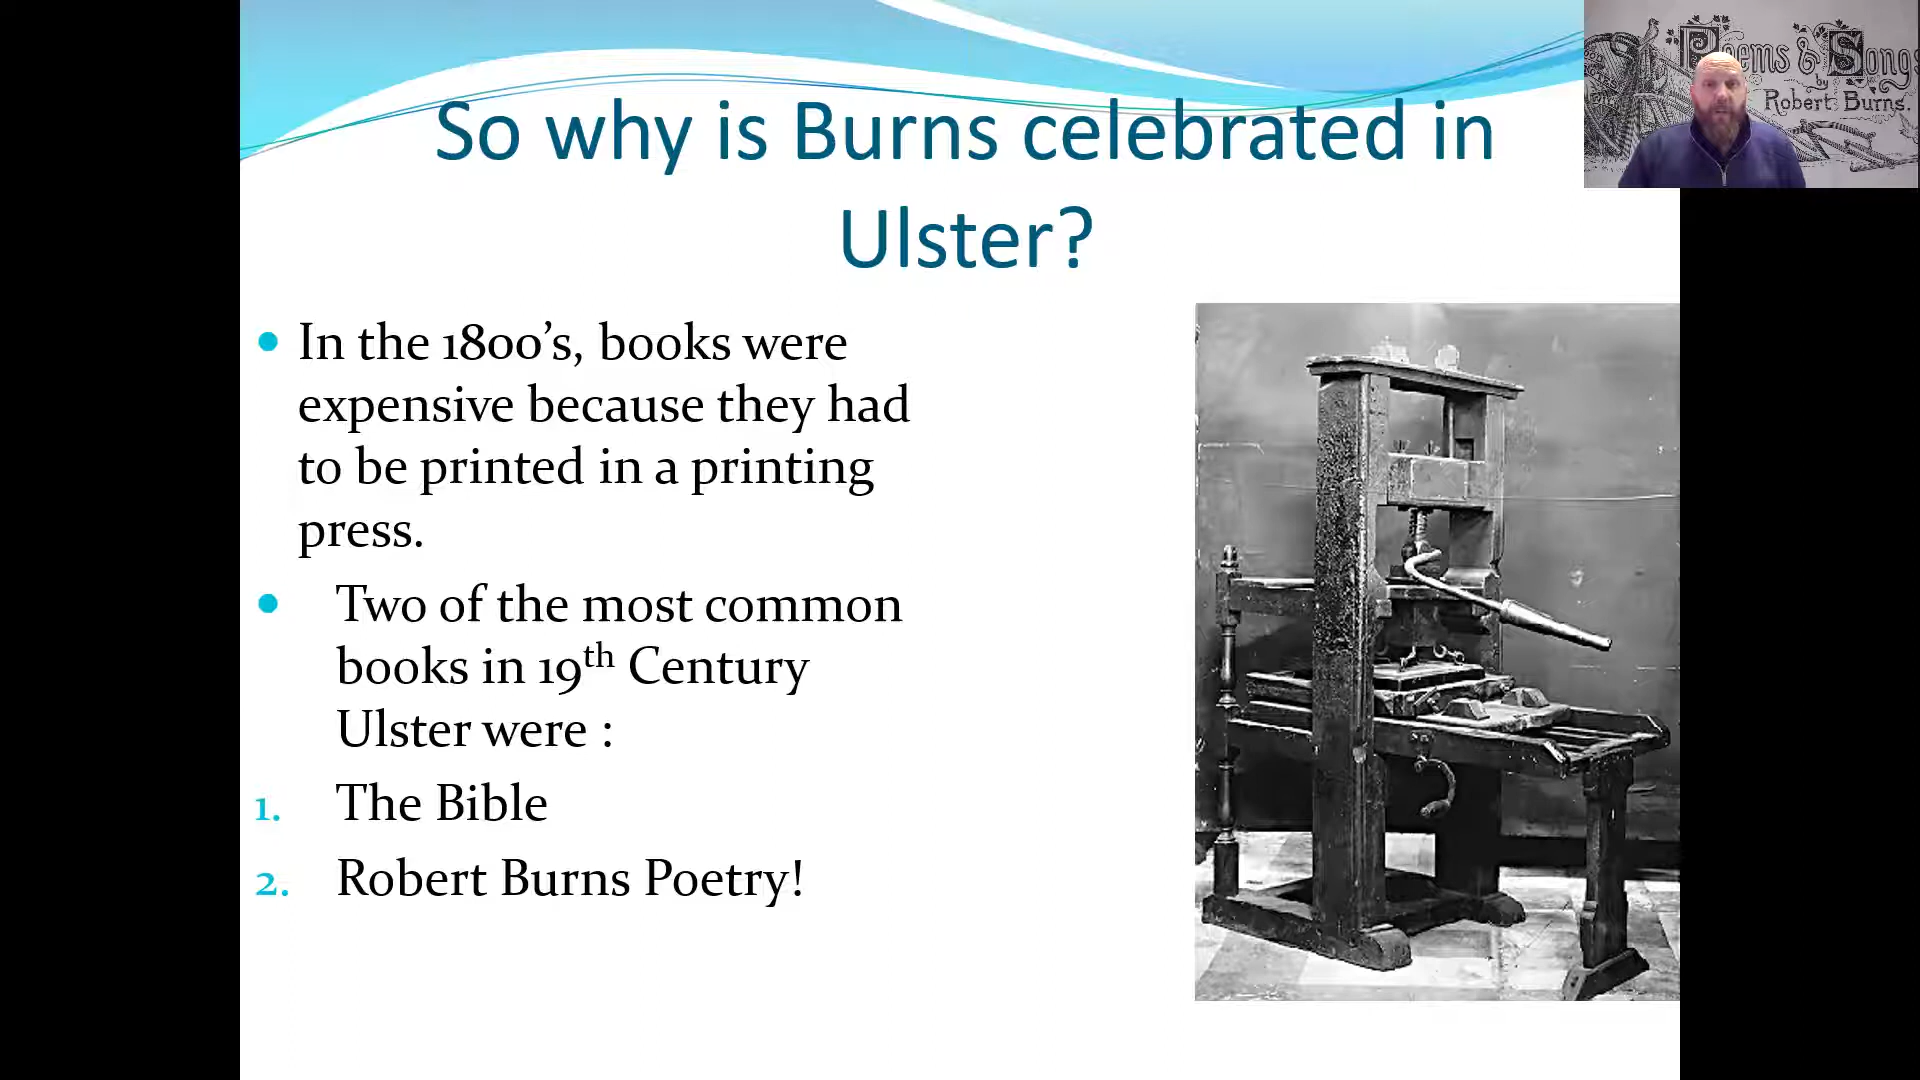 So why is Burns celebrated in
Ulster?
Poems & Songs
by
Robert Burns.
• In the 1800’s, books were
expensive because they had
to be printed in a printing
press.
• Two of the most common
books in 19th Century
Ulster were :
1. The Bible
2. Robert Burns Poetry!